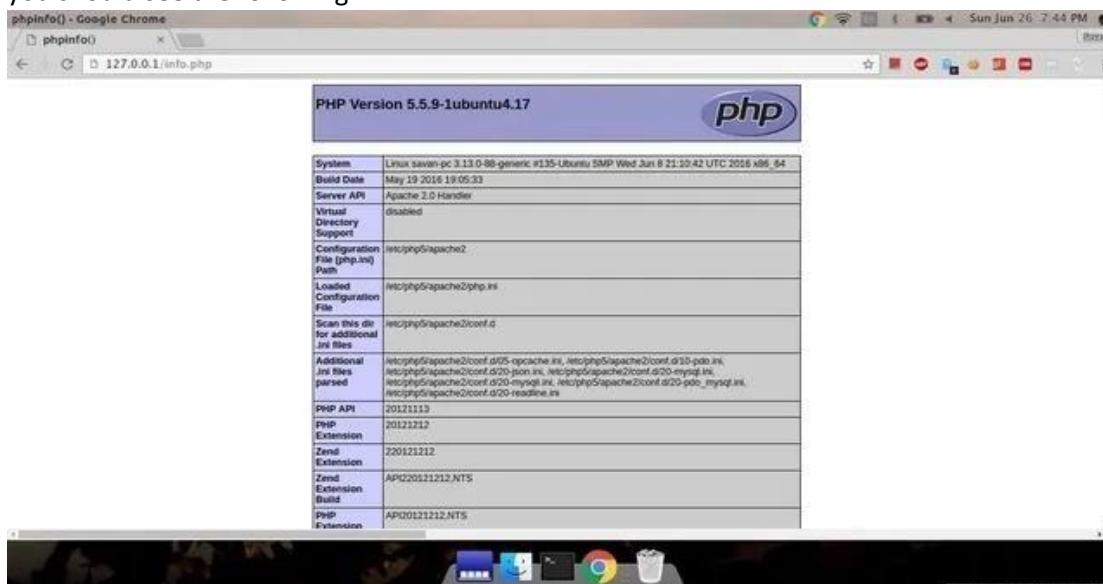 phpinfo() - Google Chrome
Sun Jun 26 7:44 PM
phpinfo()
127.0.0.1/info.php
PHP Version 5.5.9-1ubuntu4.17
php
System Linux savan-pc 3.13.0-88-generic #135-Ubuntu SMP Wed Jun 8 21:10:42 UTC 2016 x86_64
Build Date May 19 2016 19:05:33
Server API Apache 2.0 Handler
Virtual
Directory
Support disabled
Configuration
File (php.ini)
Path /etc/php5/apache2
Loaded
Configuration
File /etc/php5/apache2/php.ini
Scan this dir
for additional
.ini files /etc/php5/apache2/conf.d
Additional
.ini files
parsed /etc/php5/apache2/conf.d/05-opcache.ini, /etc/php5/apache2/conf.d/10-pdo.ini,
/etc/php5/apache2/conf.d/20-json.ini, /etc/php5/apache2/conf.d/20-mysql.ini,
/etc/php5/apache2/conf.d/20-mysqli.ini, /etc/php5/apache2/conf.d/20-pdo_mysql.ini,
/etc/php5/apache2/conf.d/20-readline.ini
PHP API 20121113
PHP
Extension 20121212
Zend
Extension 220121212
Zend
Extension
Build API220121212,NTS
PHP
Extension API20121212,NTS